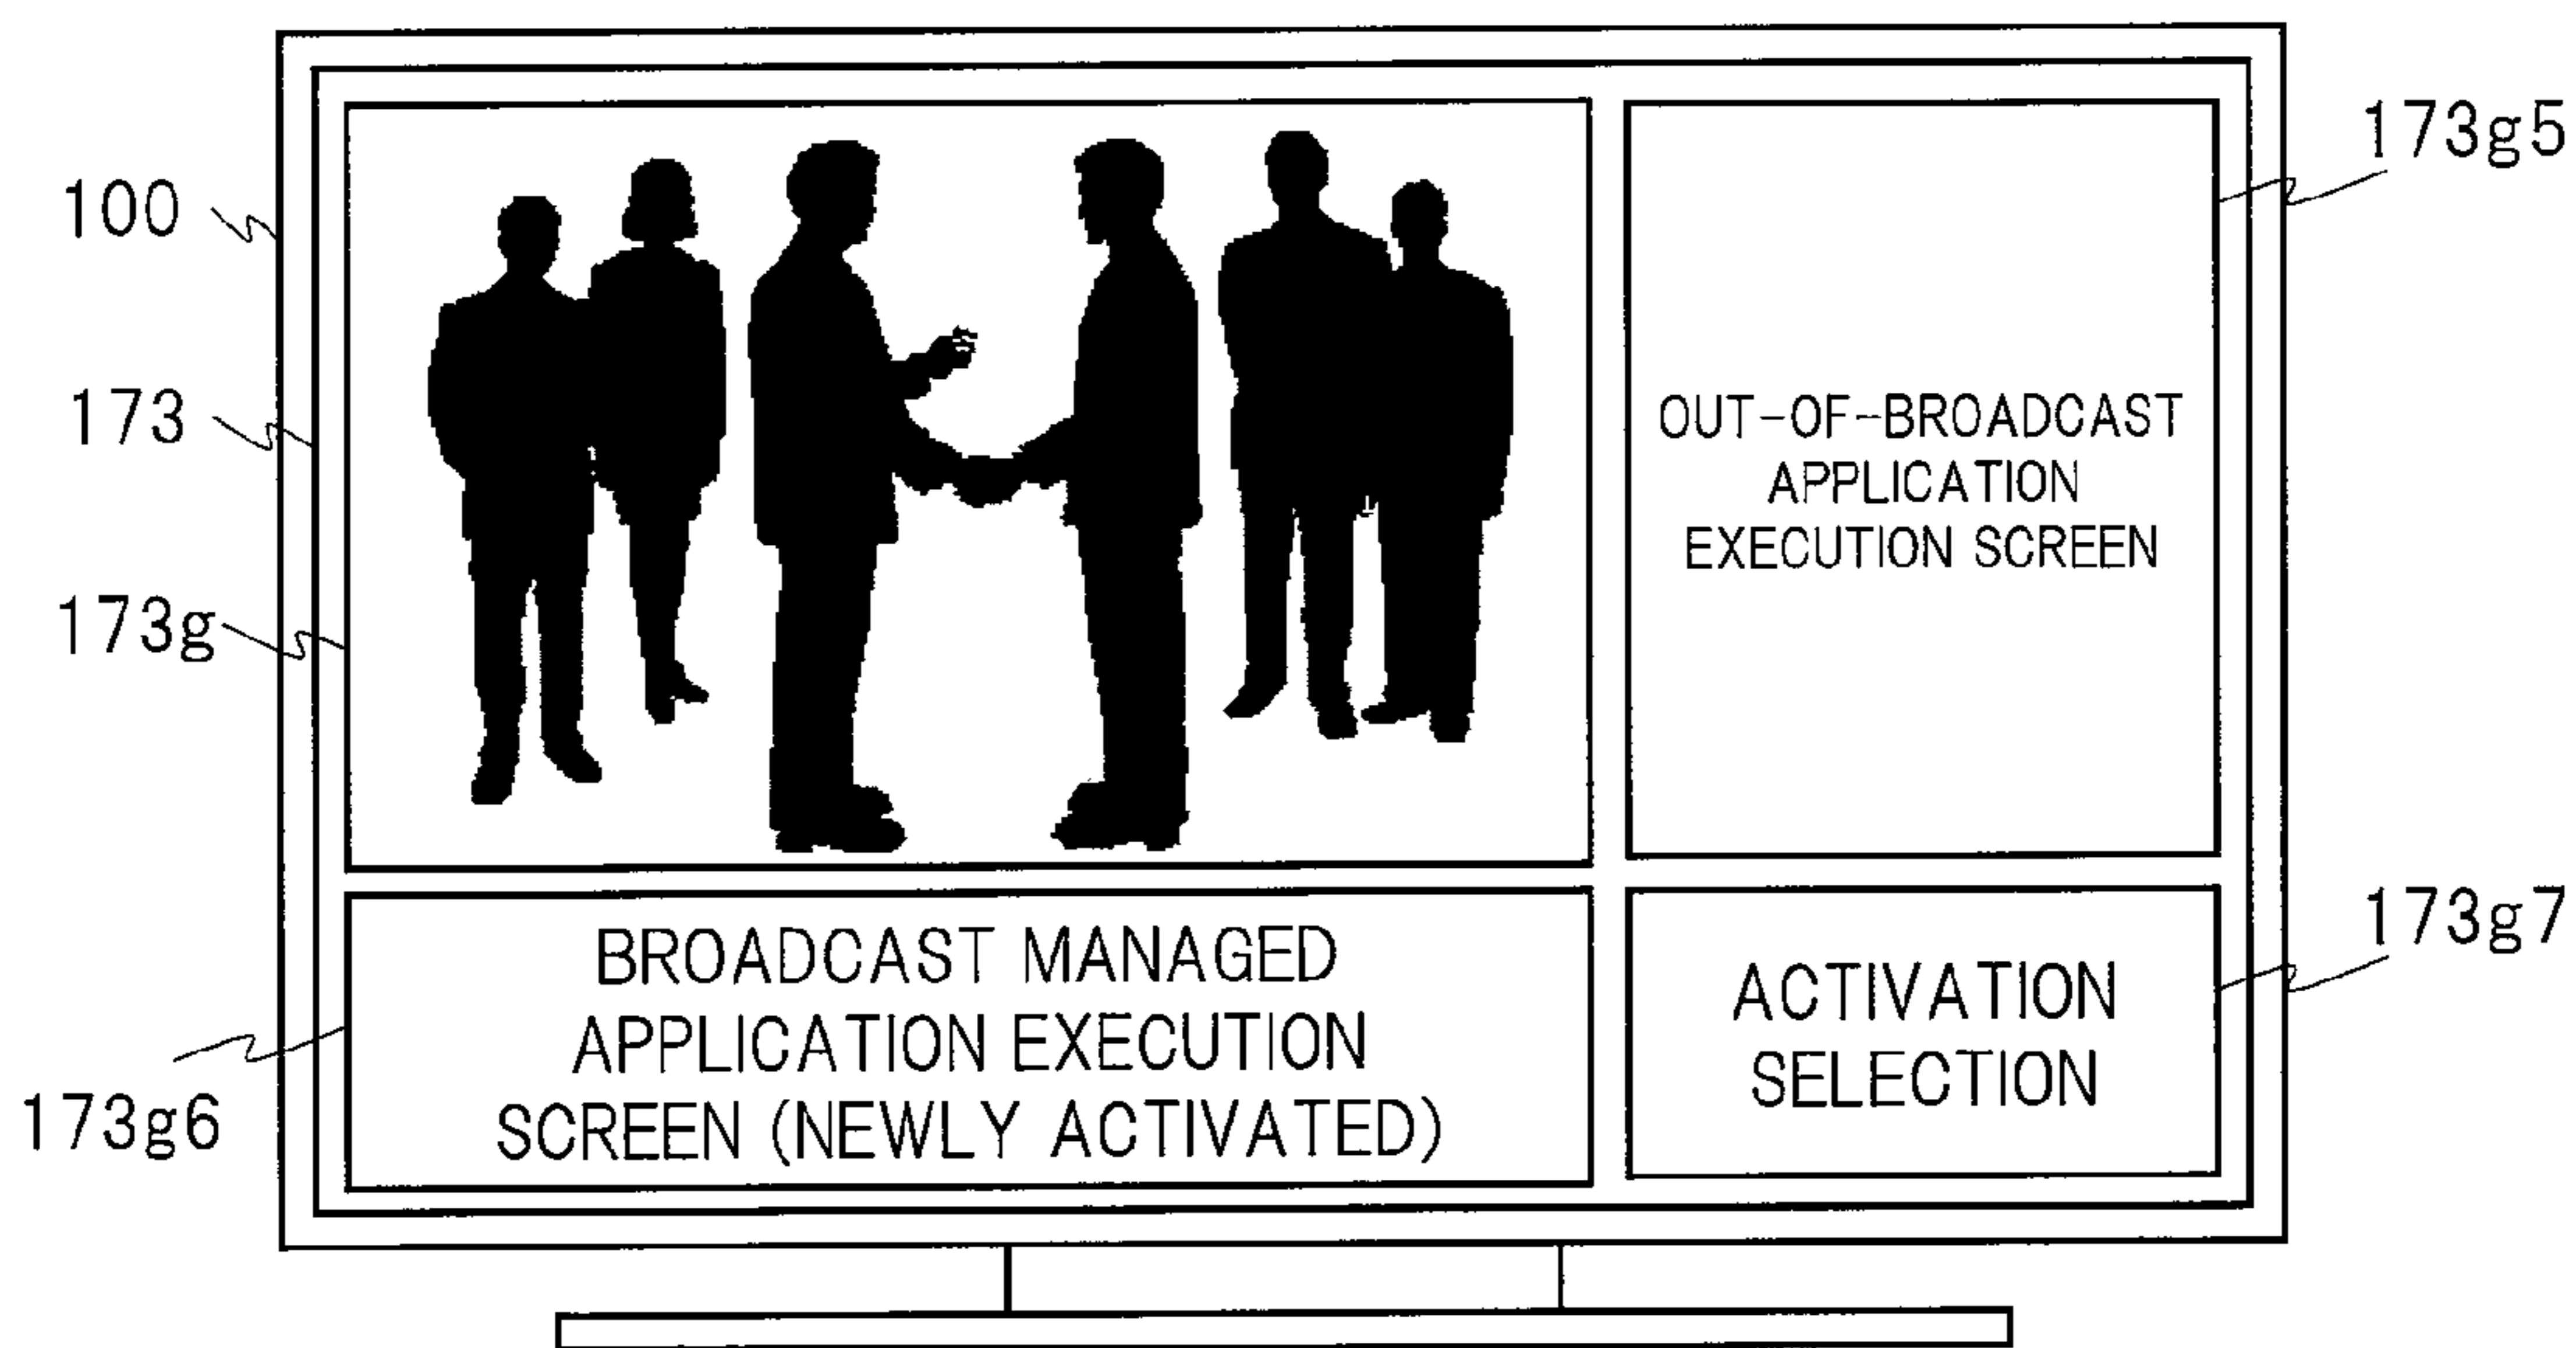 100
173
173g
173g6
173g5
OUT-OF-BROADCAST
APPLICATION
EXECUTION SCREEN
BROADCAST MANAGED
APPLICATION EXECUTION
SCREEN (NEWLY ACTIVATED)
173g7
ACTIVATION
SELECTION